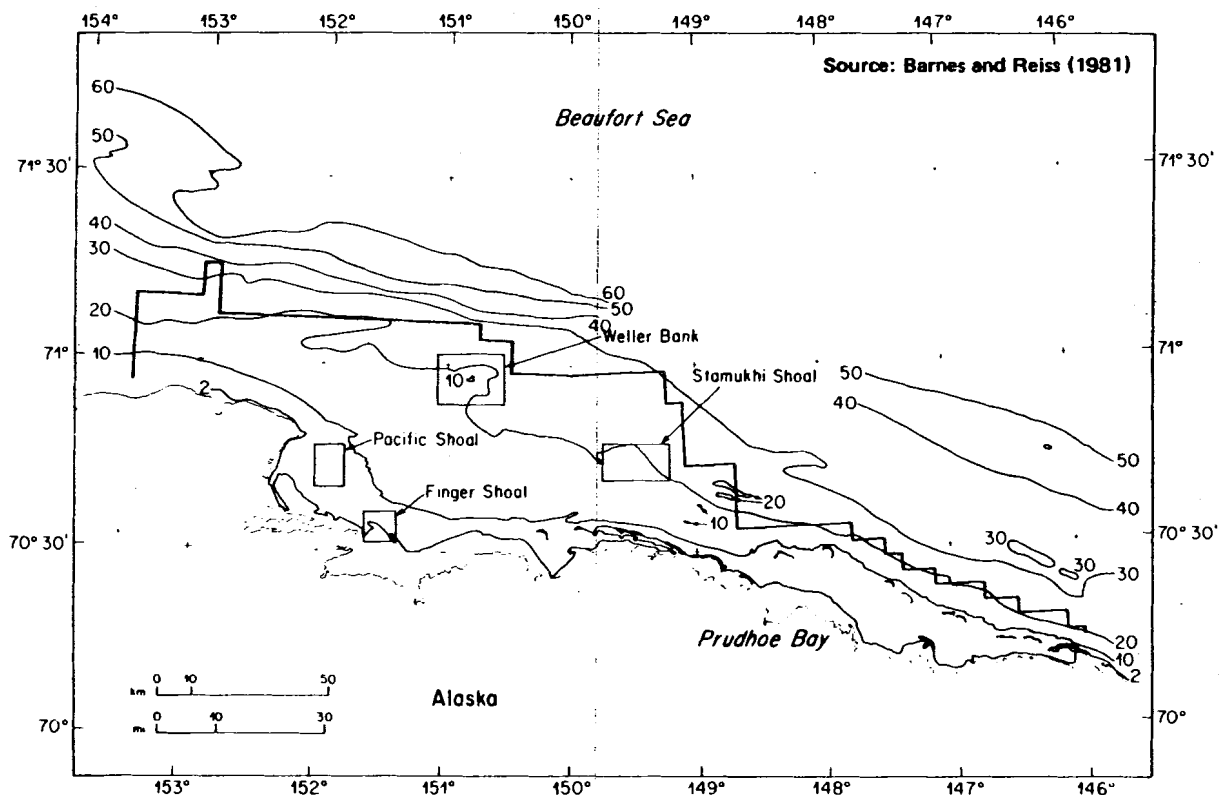 154° 153° 152° 151° 150° 149° 148° 147° 146°
Source: Barnes and Reiss (1981)
60
Beaufort Sea
50
71° 30' 71° 30'
40
30
60
50
20
40
Weller Bank
71° 71°
10
50
10
40
Stamukhi Shoal
2
Pacific Shoal
50
20
Finger Shoal
40
10
70° 30' 70° 30'
30
30
30
20
Prudhoe Bay
10
2
0 10 50
km
Alaska
0 10 30
mi
70° 70°
153° 152° 151° 150° 149° 148° 147° 146°